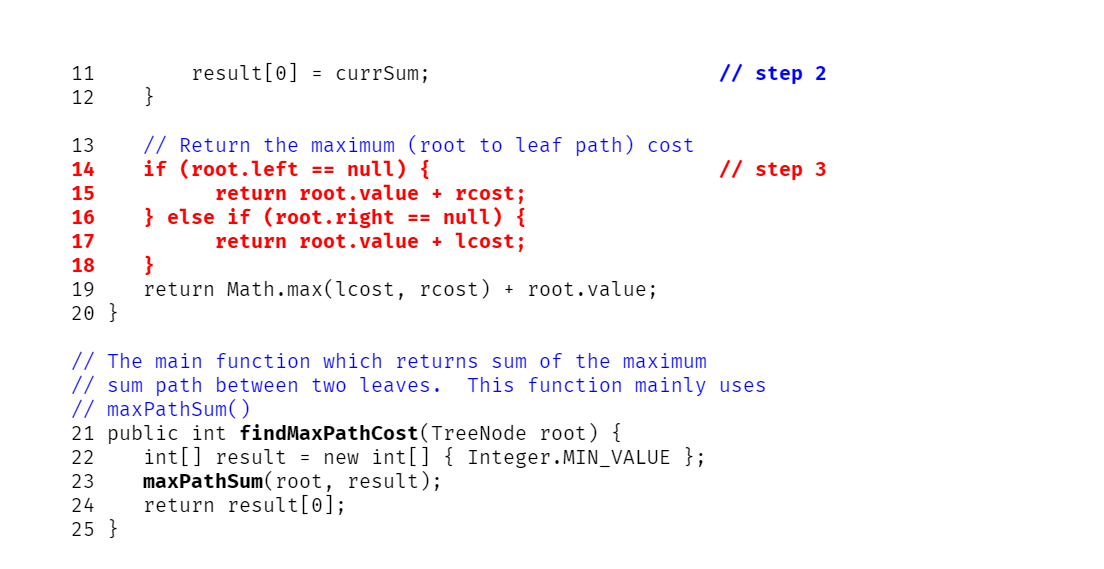 11        result[0] = currSum;                        // step 2
12    }
13    // Return the maximum (root to leaf path) cost
14    if (root.left == null) {                        // step 3
15          return root.value + rcost;
16    } else if (root.right == null) {
17          return root.value + lcost;
18    }
19    return Math.max(lcost, rcost) + root.value;
20 }
// The main function which returns sum of the maximum
// sum path between two leaves.  This function mainly uses
// maxPathSum()
21 public int findMaxPathCost(TreeNode root) {
22    int[] result = new int[] { Integer.MIN_VALUE };
23    maxPathSum(root, result);
24    return result[0];
25 }